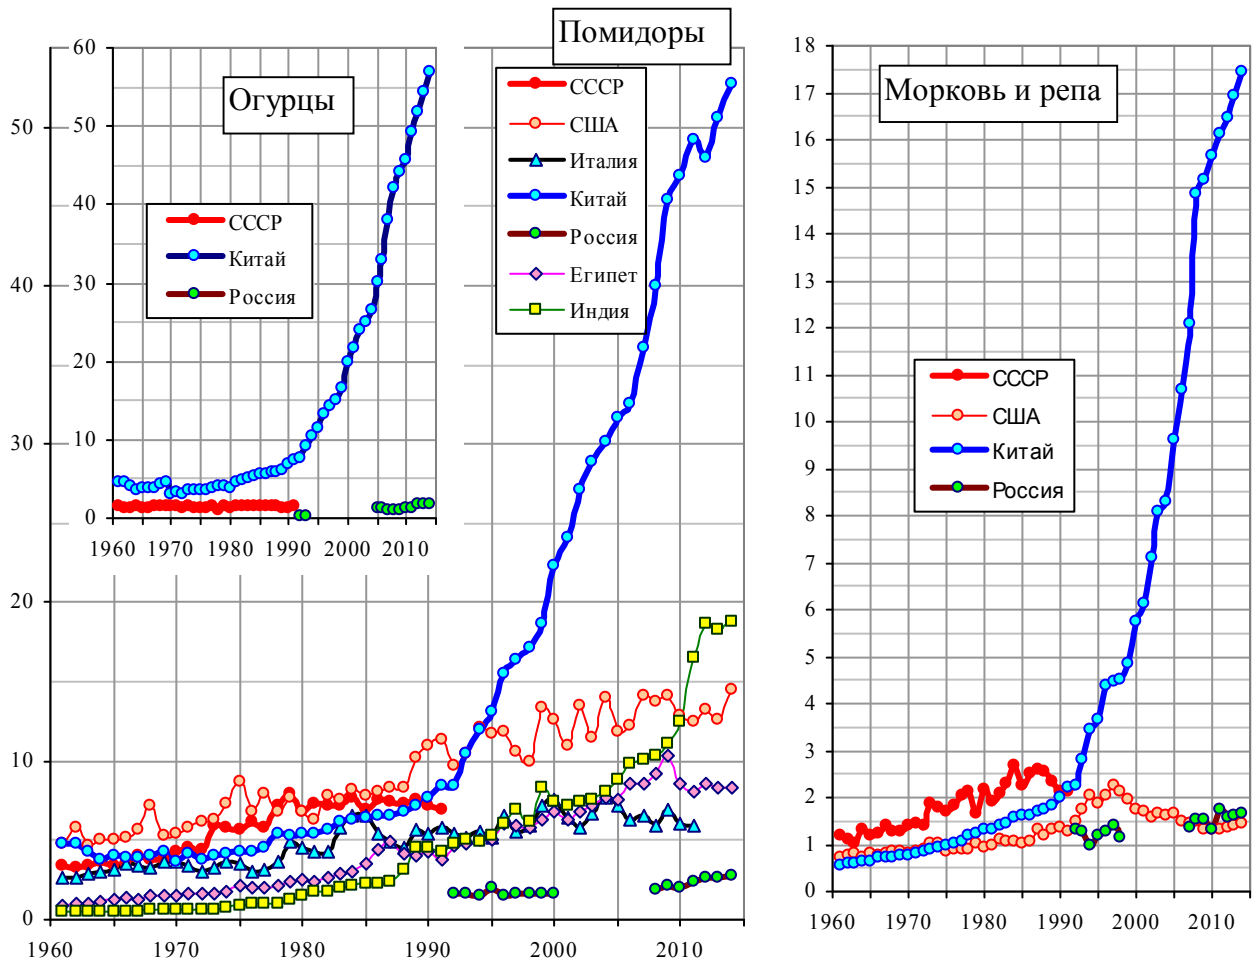 Огурцы
60
50
40
30
20
10
0
1960 1970 1980 1990 2000 2010
СССР
Китай
Россия
Помидоры
50
40
30
20
10
0
1960 1970 1980 1990 2000 2010
СССР
США
Италия
Китай
Россия
Египет
Индия
Морковь и репа
18
17
16
15
14
13
12
11
10
9
8
7
6
5
4
3
2
1
0
1960 1970 1980 1990 2000 2010
СССР
США
Китай
Россия